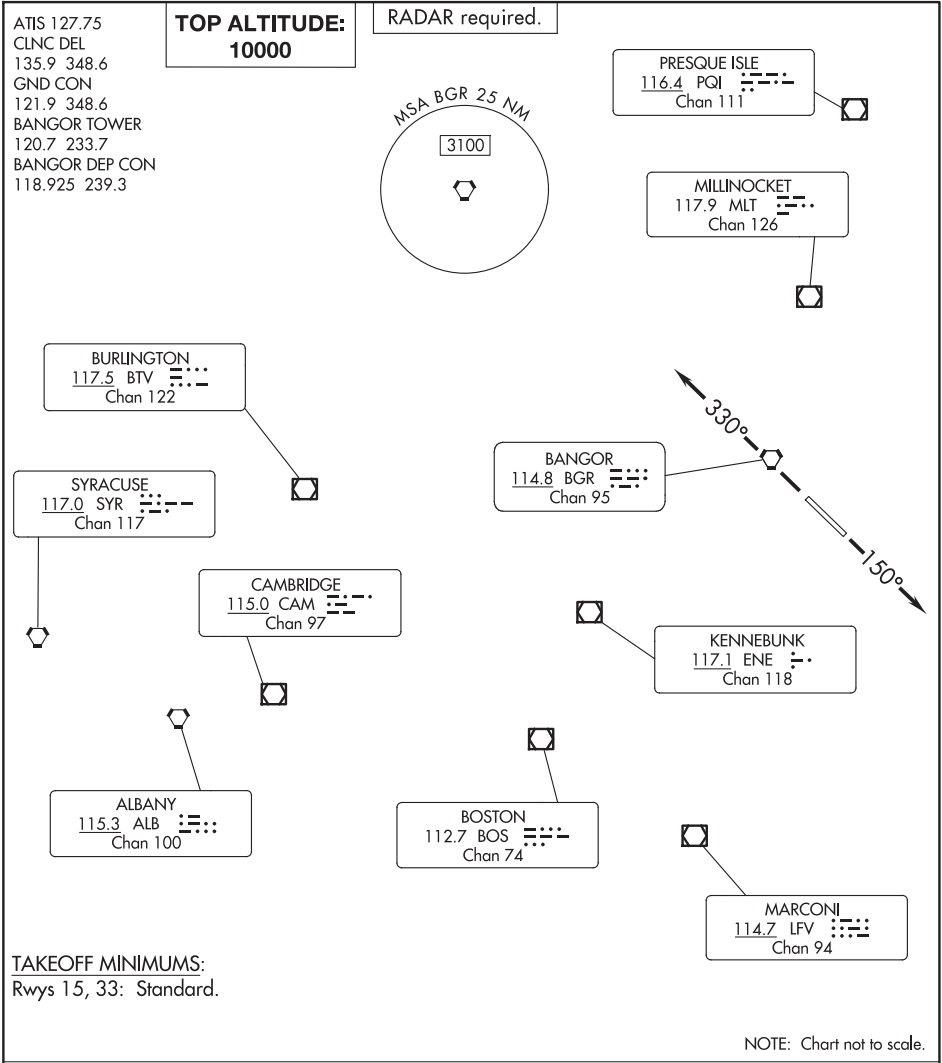 ATIS 127.75
CLNC DEL
135.9 348.6
GND CON
121.9 348.6
BANGOR TOWER
120.7 233.7
BANGOR DEP CON
118.925 239.3
TOP ALTITUDE:
10000
RADAR required.
MSA BGR 25 NM
3100
PRESQUE ISLE
116.4 PQI
Chan 111
MILLINOCKET
117.9 MLT
Chan 126
BURLINGTON
117.5 BTV
Chan 122
330°
BANGOR
114.8 BGR
Chan 95
SYRACUSE
117.0 SYR
Chan 117
150°
CAMBRIDGE
115.0 CAM
Chan 97
KENNEBUNK
117.1 ENE
Chan 118
ALBANY
115.3 ALB
Chan 100
BOSTON
112.7 BOS
Chan 74
MARCONI
114.7 LFV
Chan 94
TAKEOFF MINIMUMS:
Rwys 15, 33: Standard.
NOTE: Chart not to scale.